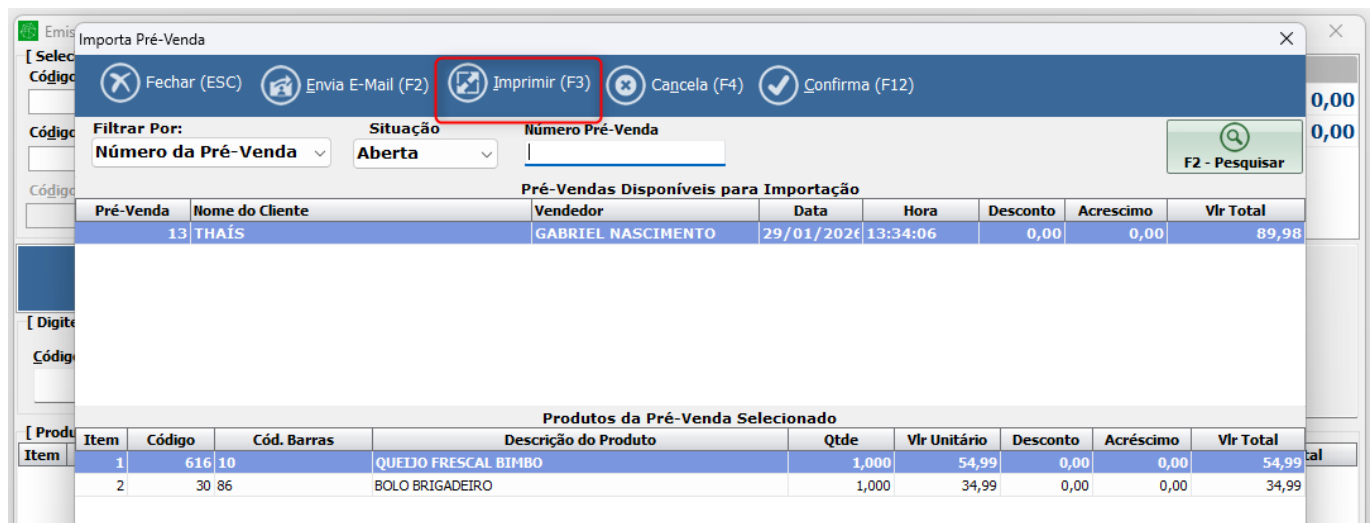 Emis
Importa Pré-Venda
[ Selec
Códig
Fechar (ESC) Envia E-Mail (F2) Imprimir (F3) Cancela (F4) Confirma (F12)
0,00
Códig
Filtrar Por: Situação Número Pré-Venda
0,00
Número da Pré-Venda Aberta
F2 - Pesquisar
Códig
Pré-Vendas Disponíveis para Importação
Pré-Venda Nome do Cliente Vendedor Data Hora Desconto Acrescimo Vlr Total
13 THAÍS GABRIEL NASCIMENTO 29/01/2026 13:34:06 0,00 0,00 89,98
[ Digite
Códig
Produtos da Pré-Venda Selecionado
[ Produ
Item Código Cód. Barras Descrição do Produto Qtde Vlr Unitário Desconto Acréscimo Vlr Total
Item tal
1 616 10 QUEIJO FRESCAL BIMBO 1,000 54,99 0,00 0,00 54,99
2 30 86 BOLO BRIGADEIRO 1,000 34,99 0,00 0,00 34,99